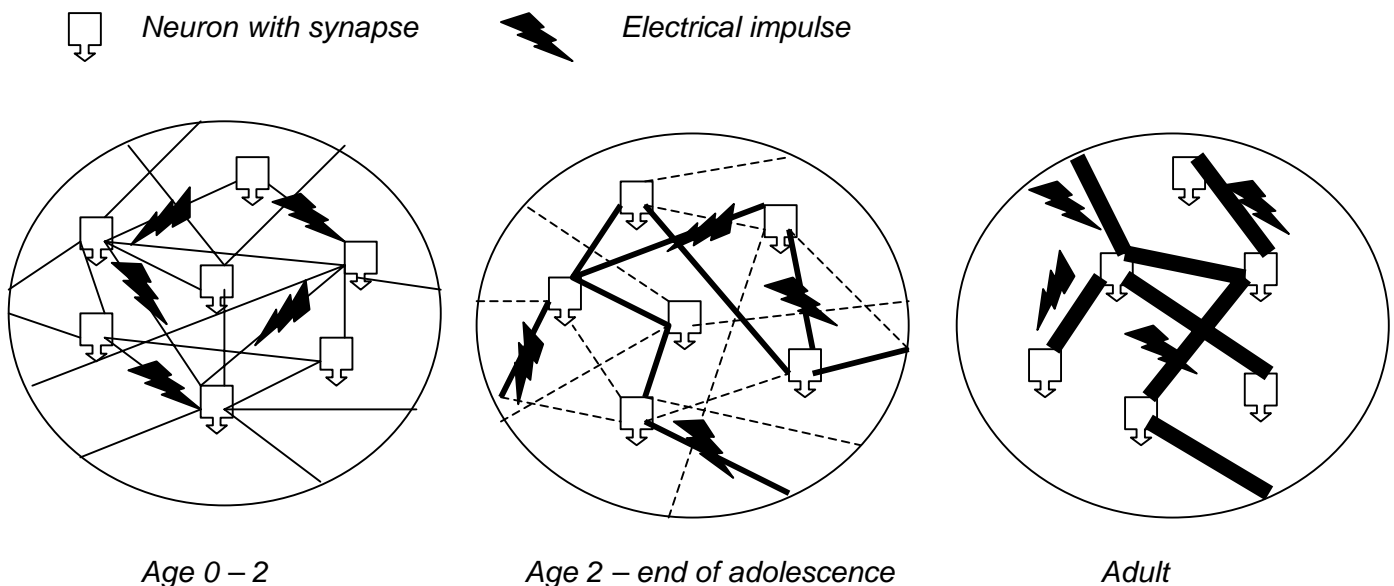 Neuron with synapse
Electrical impulse
Age 0 – 2
Age 2 – end of adolescence
Adult